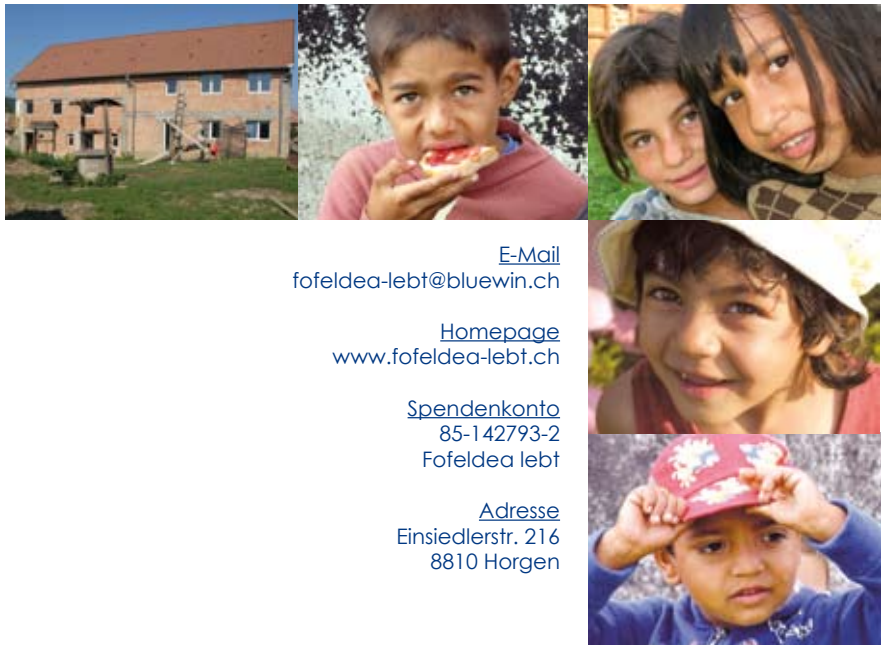 E-Mail
fofeldea-lebt@bluewin.ch
Homepage
www.fofeldea-lebt.ch
Spendenkonto
85-142793-2
Fofeldea lebt
Adresse
Einsiedlerstr. 216
8810 Horgen